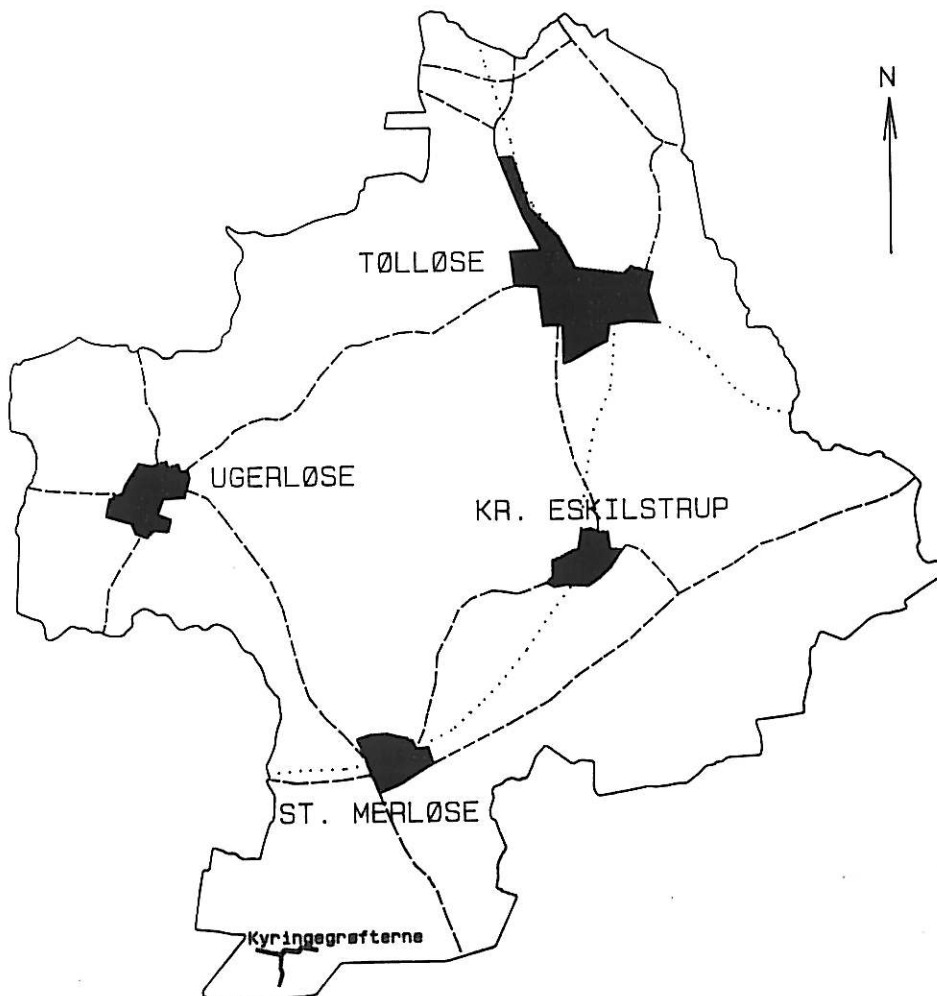 N
TØLLØSE
UGERLØSE
KR. ESKILSTRUP
ST. MERLØSE
Kyringegrøfterne